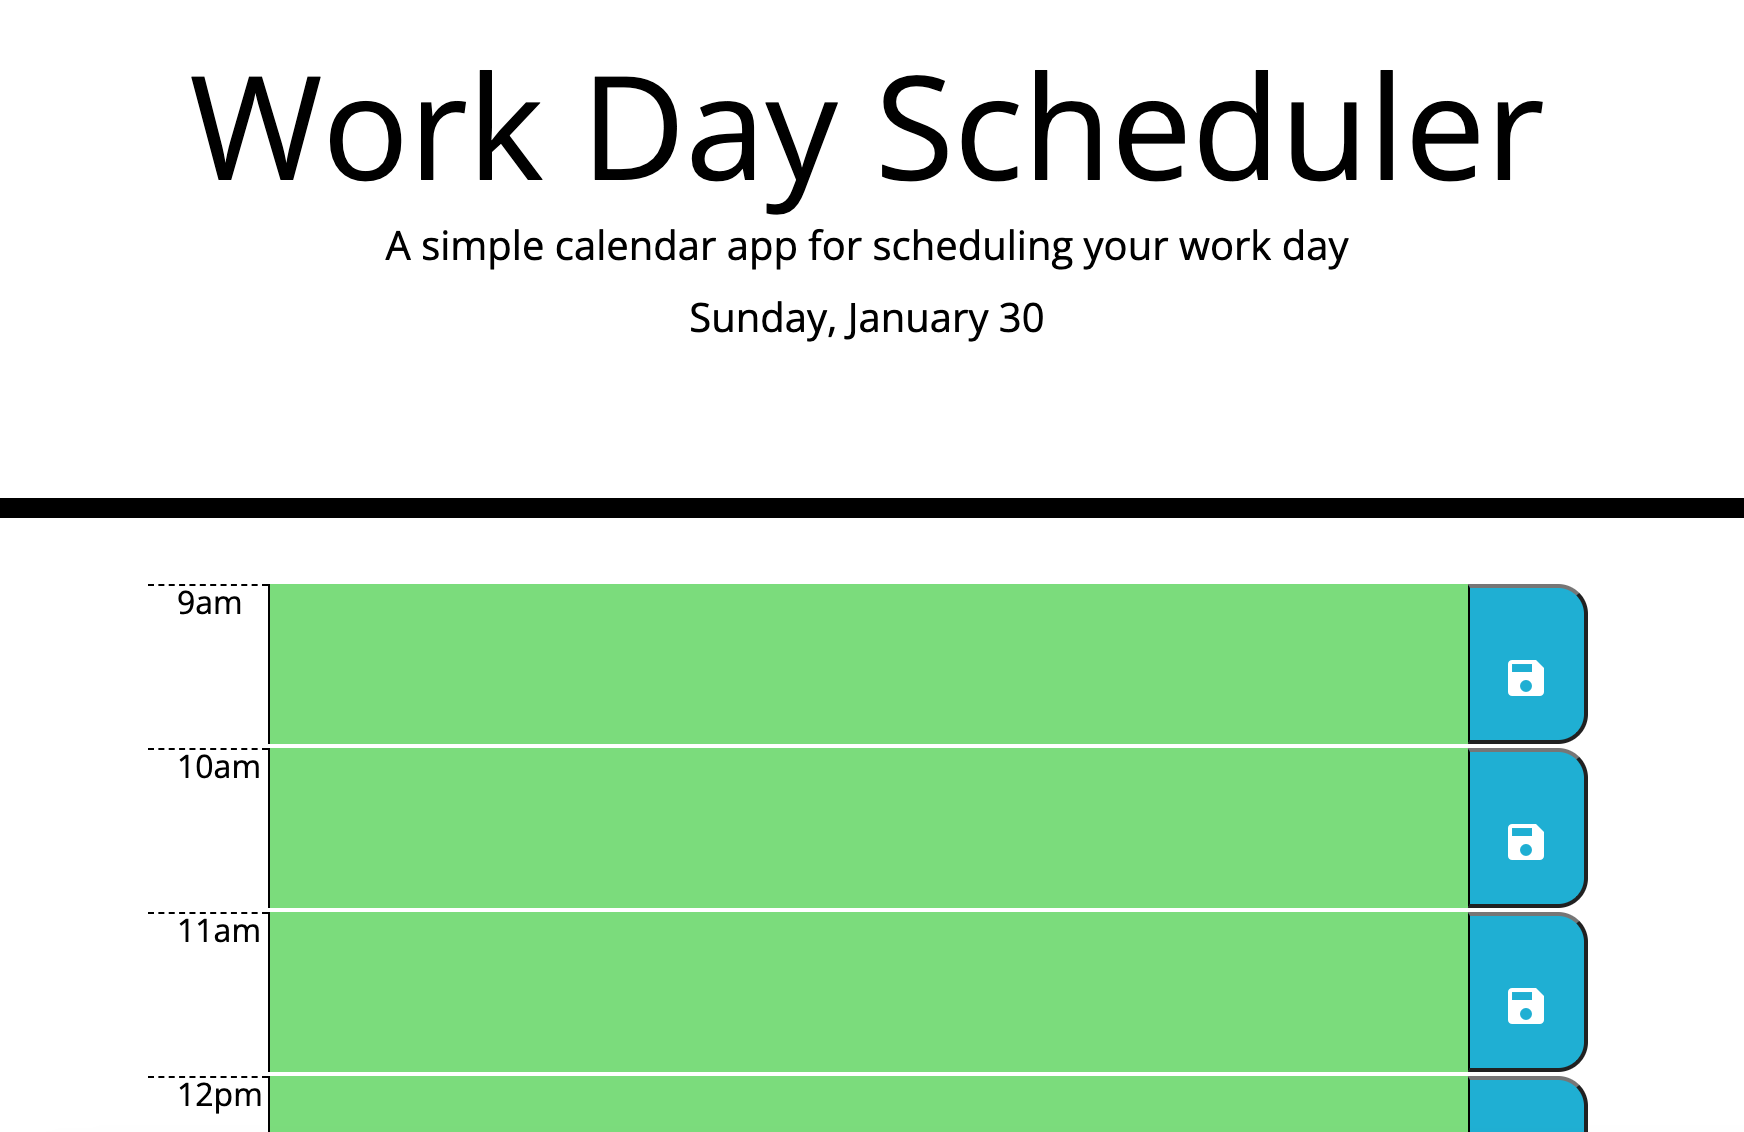 Work Day Scheduler
A simple calendar app for scheduling your work day
Sunday, January 30
9am
10am
11am
12pm